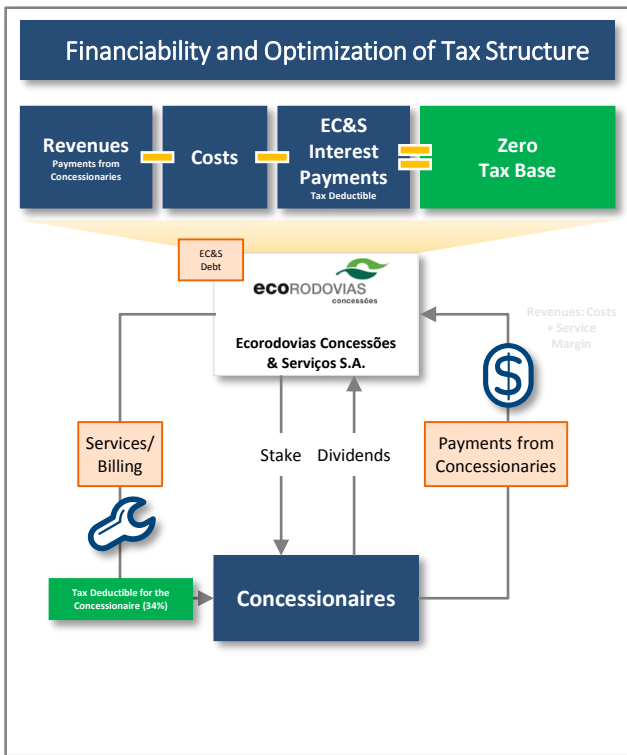 Financiability and Optimization of Tax Structure
Revenues
Payments from
Concessionaries
Costs
EC&S
Interest
Payments
Tax Deductible
Zero
Tax Base
EC&S
Debt
ecorodovias
concessões
Ecorodovias Concessões
& Serviços S.A.
Revenues: Costs
+ Service
Margin
Services/
Billing
Stake
Dividends
Payments from
Concessionaries
Tax Deductible for the
Concessionaire (34%)
Concessionaires